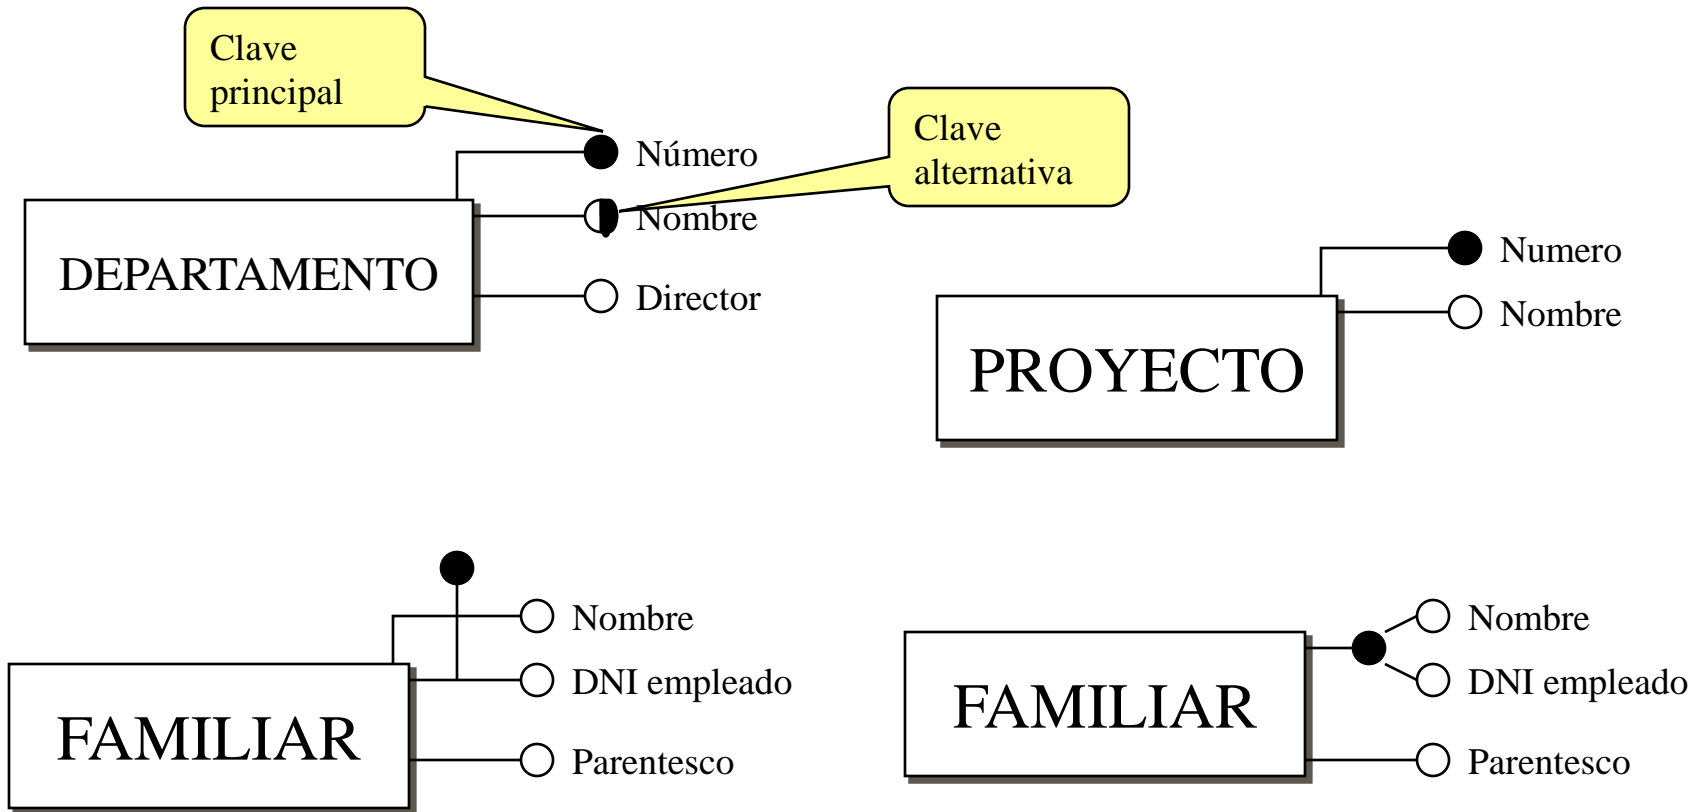 Clave
principal
Clave
alternativa
Número
Nombre
Director
DEPARTAMENTO
Numero
Nombre
PROYECTO
Nombre
DNI empleado
Parentesco
FAMILIAR
Nombre
DNI empleado
Parentesco
FAMILIAR